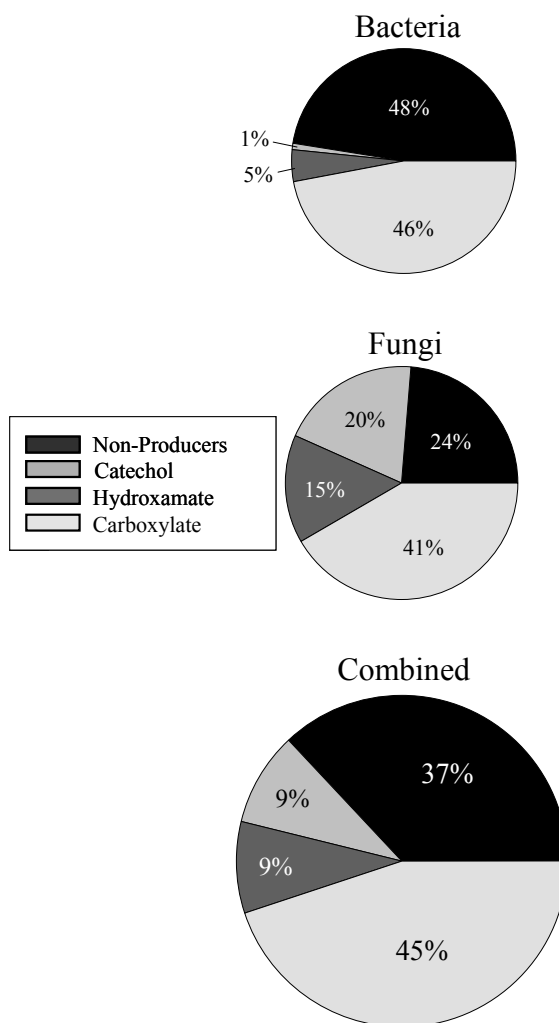 Bacteria
48%
1%
5%
46%
Fungi
20%
24%
15%
41%
Non-Producers
Catechol
Hydroxamate
Carboxylate
Combined
37%
9%
9%
45%